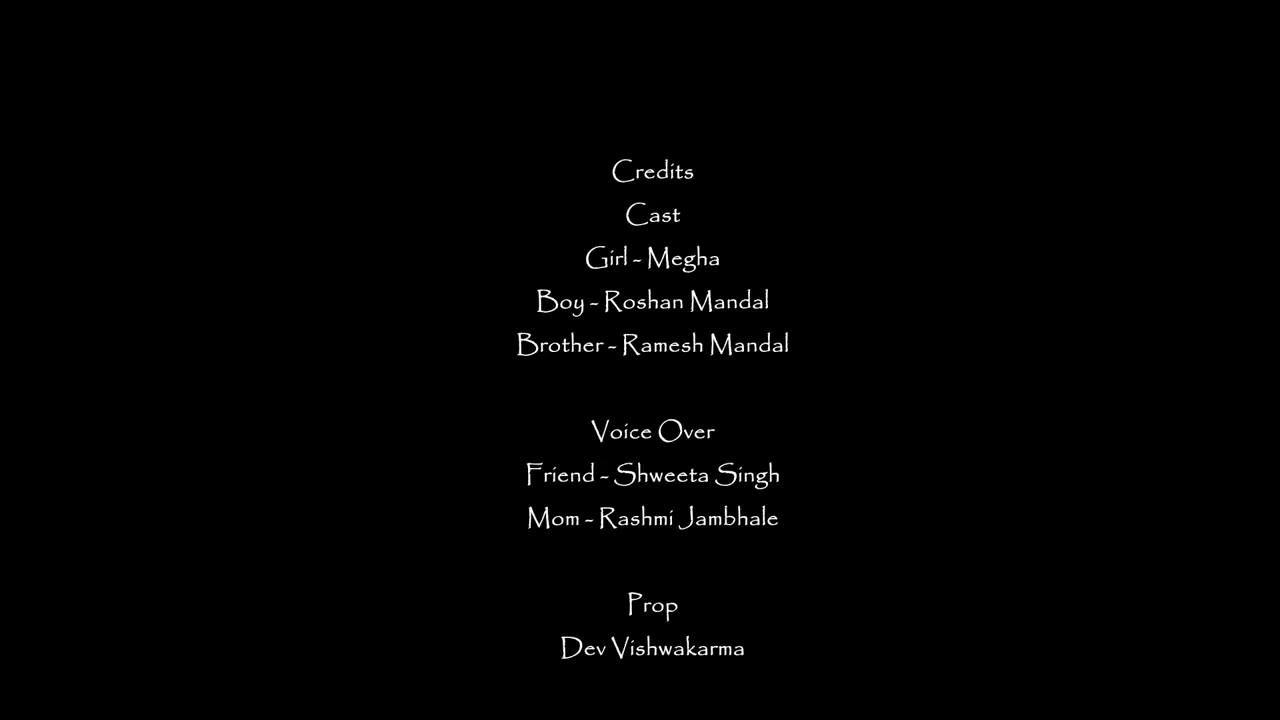 Credits
Cast
Girl - Megha
Boy - Roshan Mandal
Brother - Ramesh Mandal
Voice Over
Friend - Shweeta Singh
Mom - Rashmi Jambhale
Prop
Dev Vishwakarma